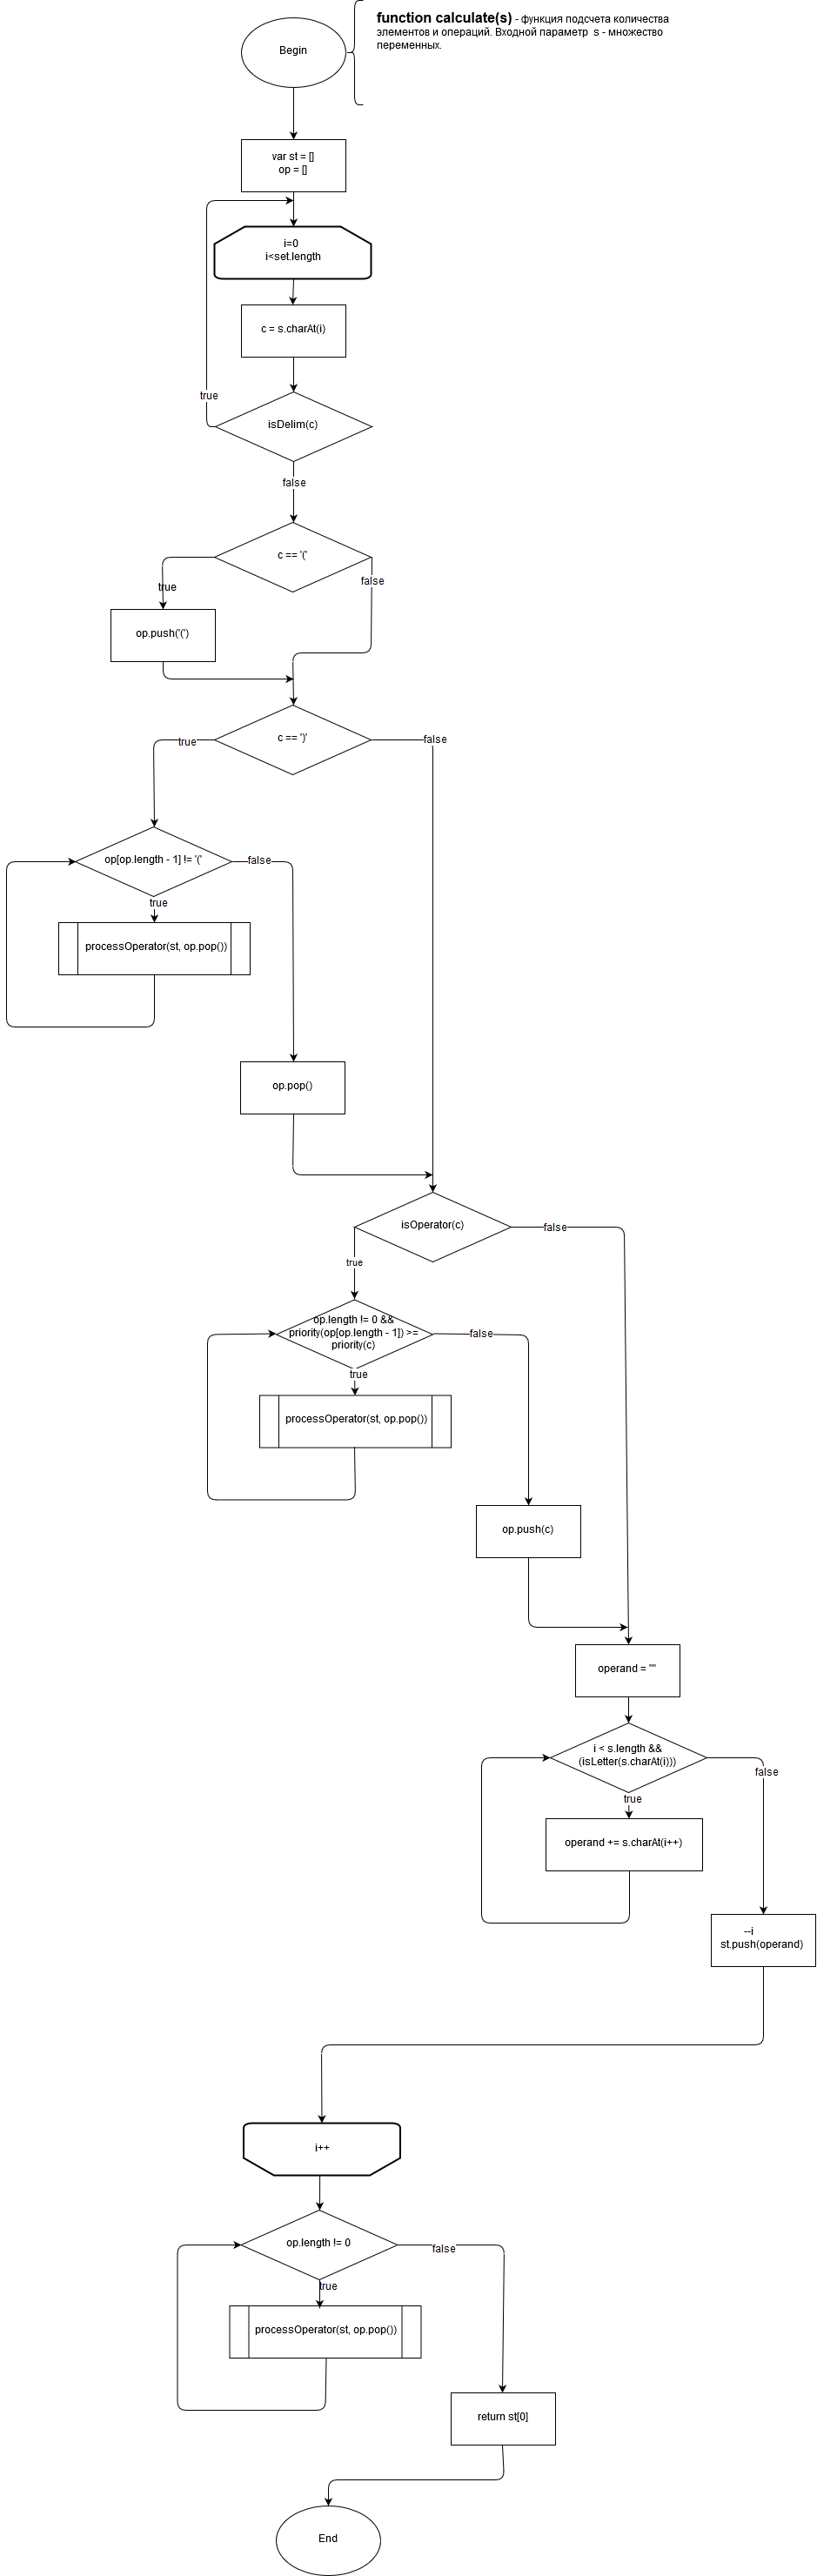 function calculate(s) - функция подсчета количества
элементов и операций. Входной параметр s - множество
переменных.
Begin
var st = []
op = []
i=0
i<set.length
c = s.charAt(i)
true
isDelim(c)
false
c == '('
true
false
op.push('(')
c == ')'
true
false
op[op.length - 1] != '('
false
true
processOperator(st, op.pop())
op.pop()
isOperator(c)
false
true
op.length != 0 &&
priority(op[op.length - 1]) >=
priority(c)
false
true
processOperator(st, op.pop())
op.push(c)
operand = ""
i < s.length &&
(isLetter(s.charAt(i)))
false
true
operand += s.charAt(i++)
--i
st.push(operand)
i++
op.length != 0
false
true
processOperator(st, op.pop())
return st[0]
End